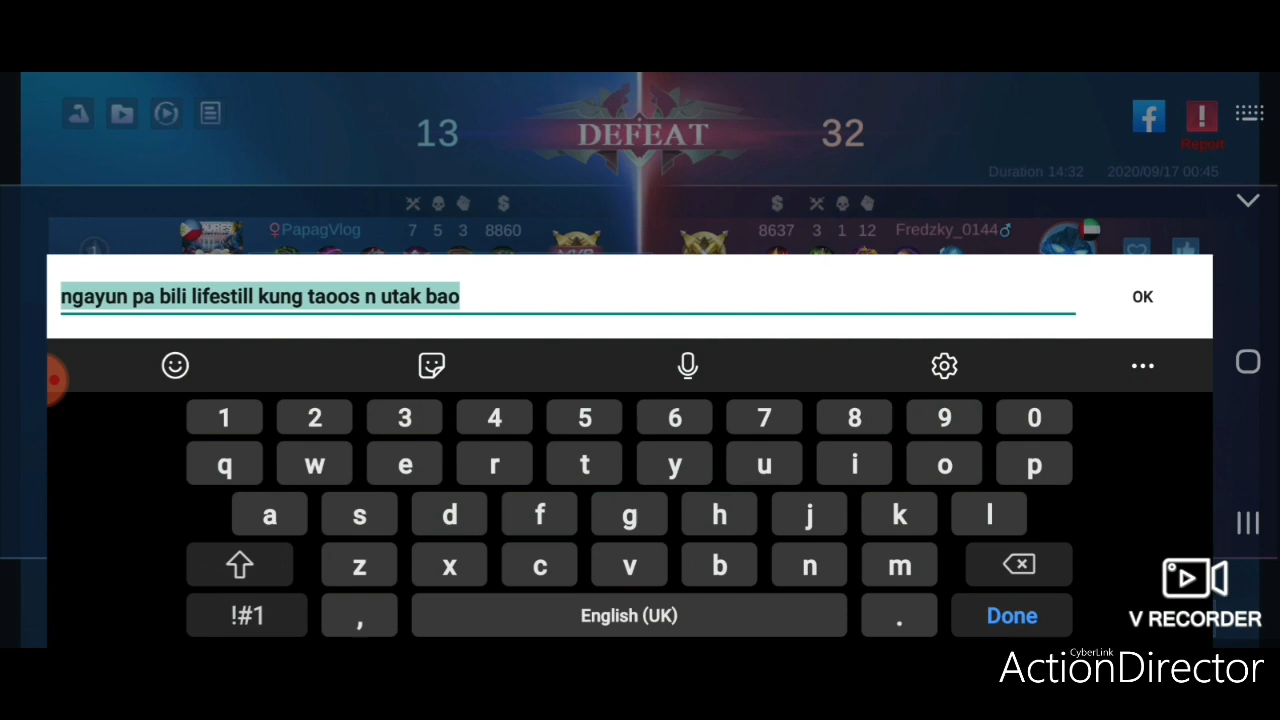 13 DEFEAT 32
Report
Duration 14:32 2020/09/17 00:45
1 ♀PapagVlog 7 5 3 8860 8637 3 1 12 Fredzky_0144♂
ngayun pa bili lifestill kung taoos n utak bao
OK
1 2 3 4 5 6 7 8 9 0
q w e r t y u i o p
a s d f g h j k l
z x c v b n m
!#1 , English (UK) . Done
V RECORDER
CyberLink
ActionDirector